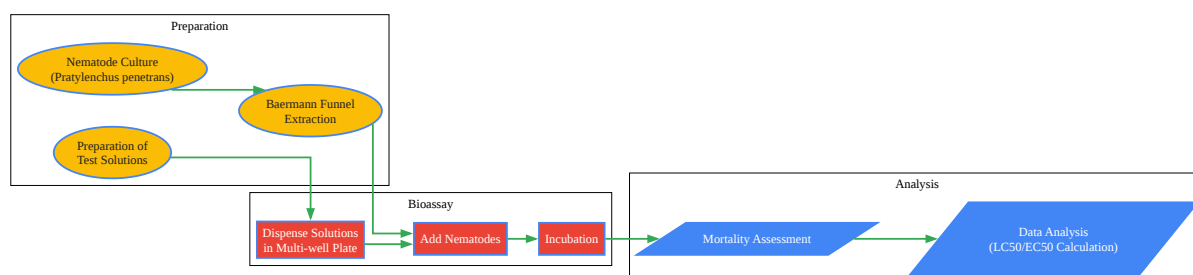 Preparation
Nematode Culture
(Pratylenchus penetrans)
Baermann Funnel
Extraction
Preparation of
Test Solutions
Bioassay
Dispense Solutions
in Multi-well Plate
Add Nematodes
Incubation
Analysis
Mortality Assessment
Data Analysis
(LC50/EC50 Calculation)